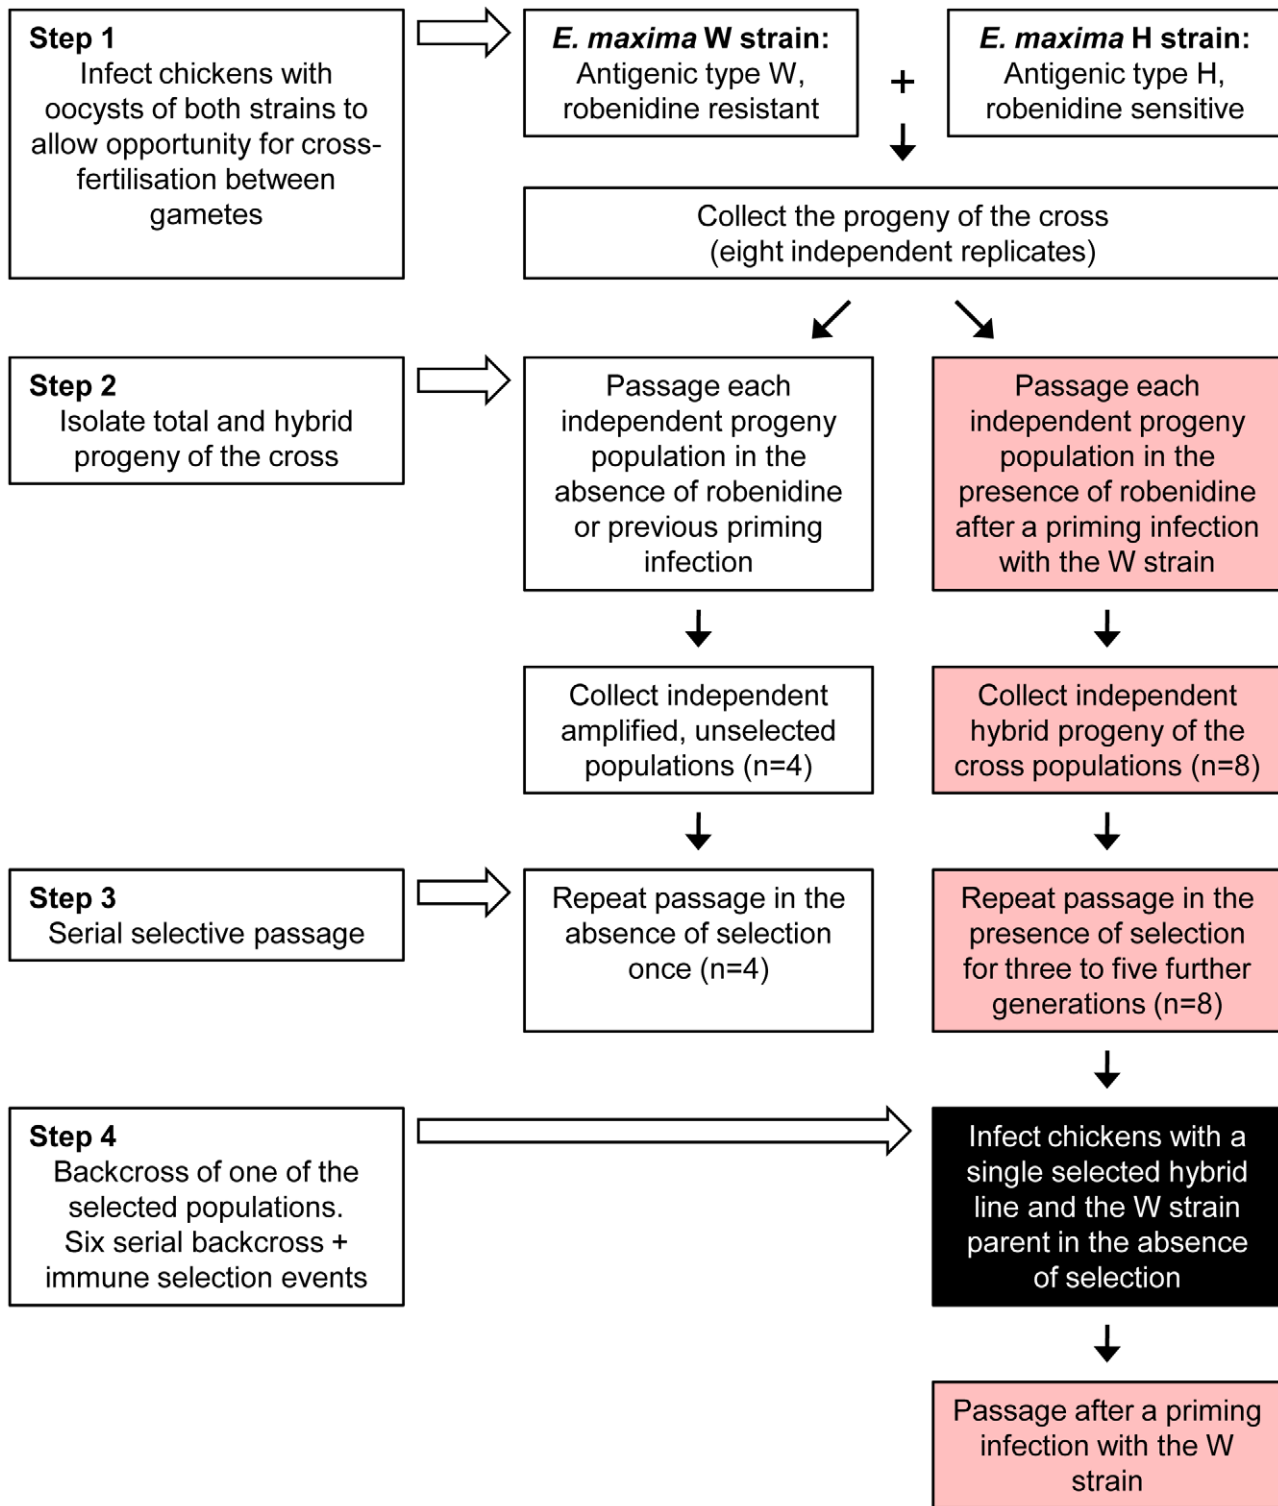 Step 1
Infect chickens with
oocysts of both strains to
allow opportunity for cross-
fertilisation between
gametes
E. maxima W strain:
Antigenic type W,
robenidine resistant
+
E. maxima H strain:
Antigenic type H,
robenidine sensitive
Collect the progeny of the cross
(eight independent replicates)
Step 2
Isolate total and hybrid
progeny of the cross
Passage each
independent progeny
population in the
absence of robenidine
or previous priming
infection
Passage each
independent progeny
population in the
presence of robenidine
after a priming infection
with the W strain
Collect independent
amplified, unselected
populations (n=4)
Collect independent
hybrid progeny of the
cross populations (n=8)
Step 3
Serial selective passage
Repeat passage in the
absence of selection
once (n=4)
Repeat passage in the
presence of selection
for three to five further
generations (n=8)
Step 4
Backcross of one of the
selected populations.
Six serial backcross +
immune selection events
Infect chickens with a
single selected hybrid
line and the W strain
parent in the absence
of selection
Passage after a priming
infection with the W
strain